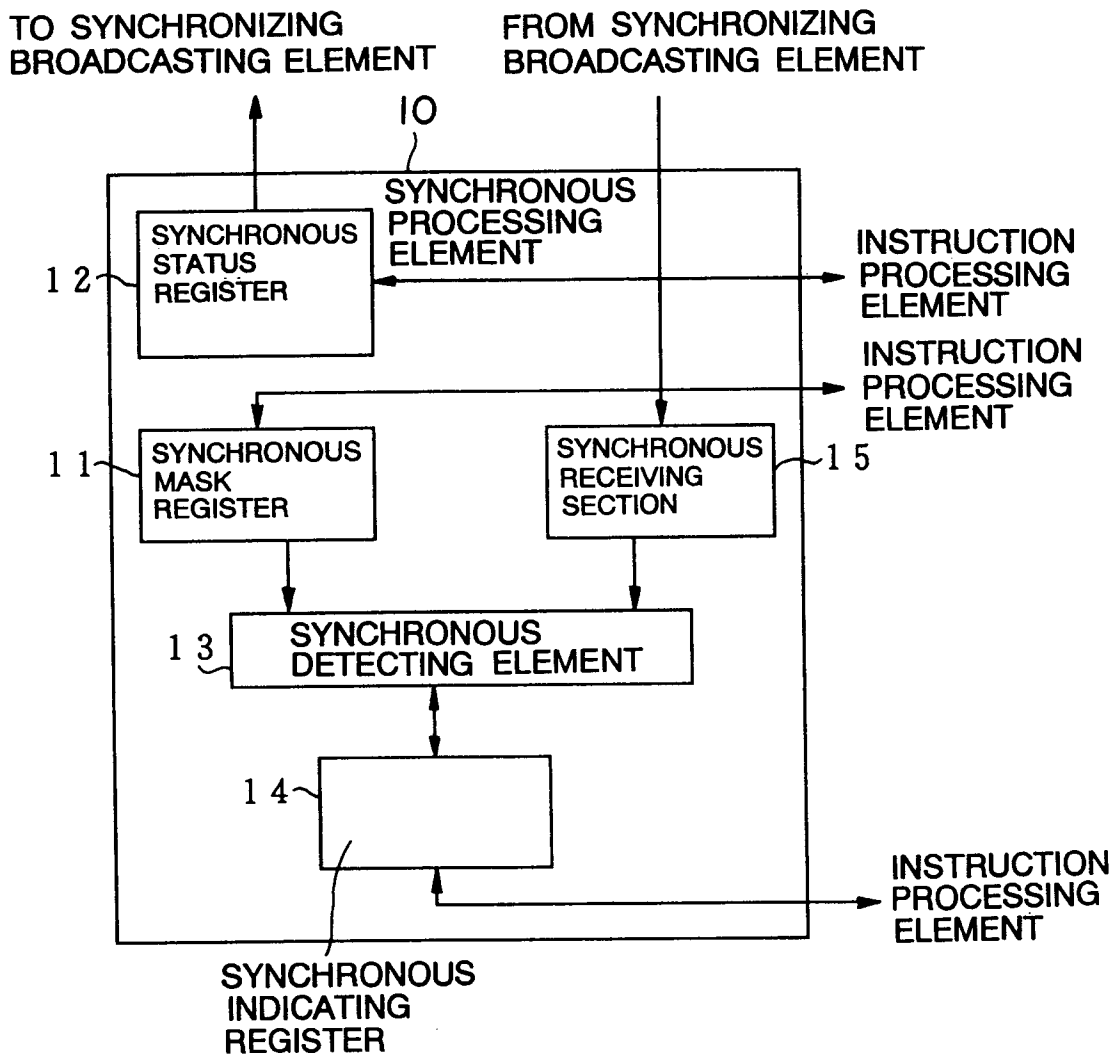 TO SYNCHRONIZING
BROADCASTING ELEMENT
FROM SYNCHRONIZING
BROADCASTING ELEMENT
10
SYNCHRONOUS
PROCESSING
ELEMENT
SYNCHRONOUS
STATUS
REGISTER
12
INSTRUCTION
PROCESSING
ELEMENT
INSTRUCTION
PROCESSING
ELEMENT
11
SYNCHRONOUS
MASK
REGISTER
SYNCHRONOUS
RECEIVING
SECTION
15
13
SYNCHRONOUS
DETECTING ELEMENT
14
INSTRUCTION
PROCESSING
ELEMENT
SYNCHRONOUS
INDICATING
REGISTER